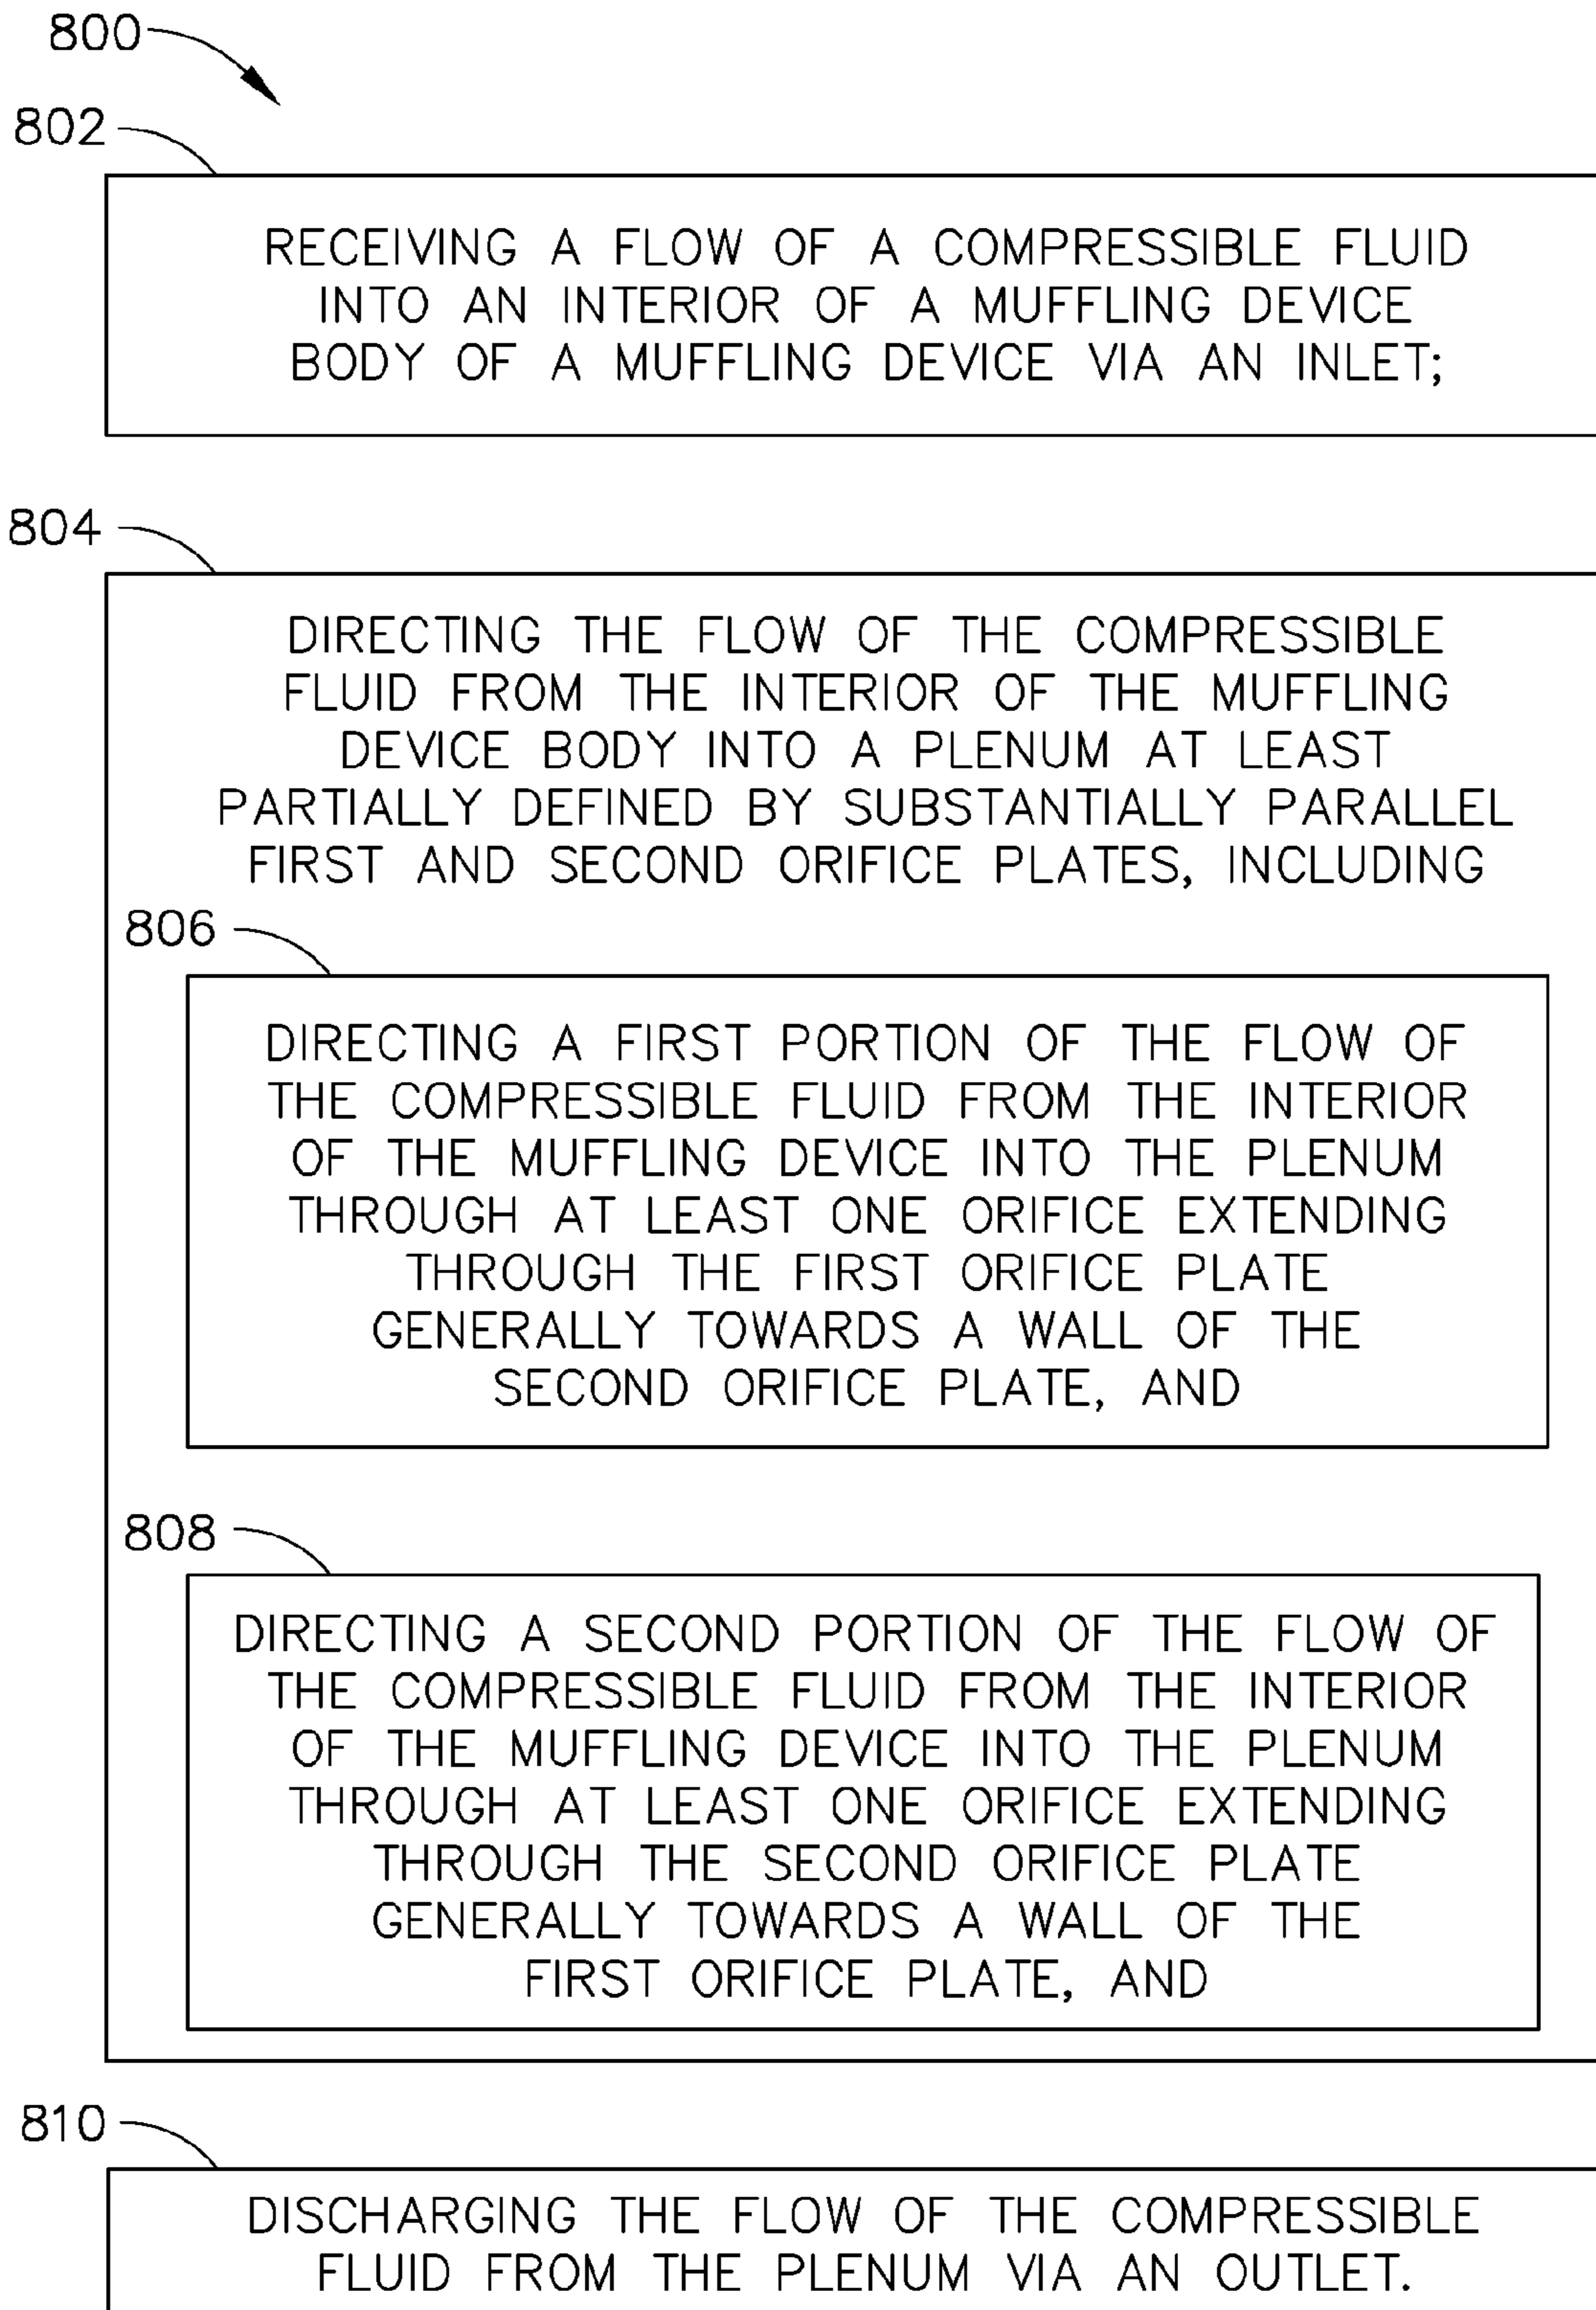 800
802
RECEIVING A FLOW OF A COMPRESSIBLE FLUID
INTO AN INTERIOR OF A MUFFLING DEVICE
BODY OF A MUFFLING DEVICE VIA AN INLET;
804
DIRECTING THE FLOW OF THE COMPRESSIBLE
FLUID FROM THE INTERIOR OF THE MUFFLING
DEVICE BODY INTO A PLENUM AT LEAST
PARTIALLY DEFINED BY SUBSTANTIALLY PARALLEL
FIRST AND SECOND ORIFICE PLATES, INCLUDING
806
DIRECTING A FIRST PORTION OF THE FLOW OF
THE COMPRESSIBLE FLUID FROM THE INTERIOR
OF THE MUFFLING DEVICE INTO THE PLENUM
THROUGH AT LEAST ONE ORIFICE EXTENDING
THROUGH THE FIRST ORIFICE PLATE
GENERALLY TOWARDS A WALL OF THE
SECOND ORIFICE PLATE, AND
808
DIRECTING A SECOND PORTION OF THE FLOW OF
THE COMPRESSIBLE FLUID FROM THE INTERIOR
OF THE MUFFLING DEVICE INTO THE PLENUM
THROUGH AT LEAST ONE ORIFICE EXTENDING
THROUGH THE SECOND ORIFICE PLATE
GENERALLY TOWARDS A WALL OF THE
FIRST ORIFICE PLATE, AND
810
DISCHARGING THE FLOW OF THE COMPRESSIBLE
FLUID FROM THE PLENUM VIA AN OUTLET.